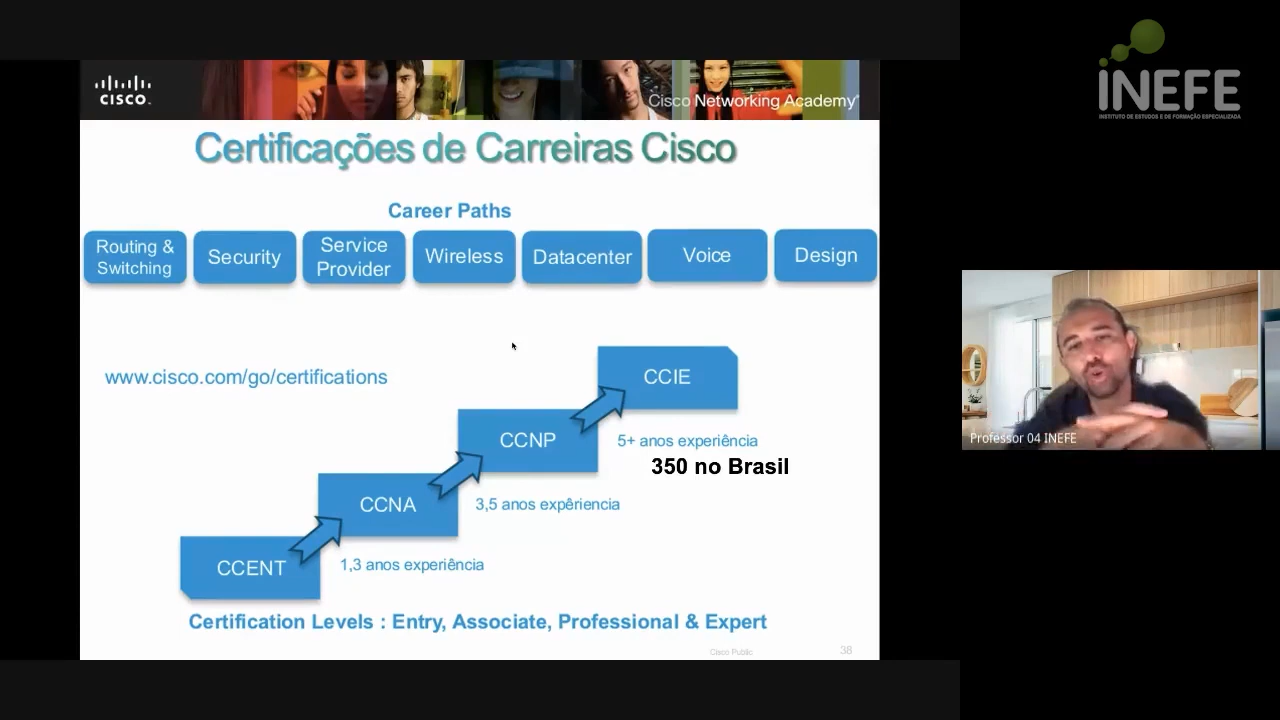 CISCO
Cisco Networking Academy®
INEFE
INSTITUTO DE ESTUDOS E DE FORMAÇÃO ESPECIALIZADA
Certificações de Carreiras Cisco
Career Paths
Routing &
Switching
Security
Service
Provider
Wireless
Datacenter
Voice
Design
www.cisco.com/go/certifications
CCIE
CCNP
5+ anos experiência
350 no Brasil
CCNA
3,5 anos expêriencia
CCENT
1,3 anos experiência
Certification Levels : Entry, Associate, Professional & Expert
Cisco Public
38
Professor 04 INEFE